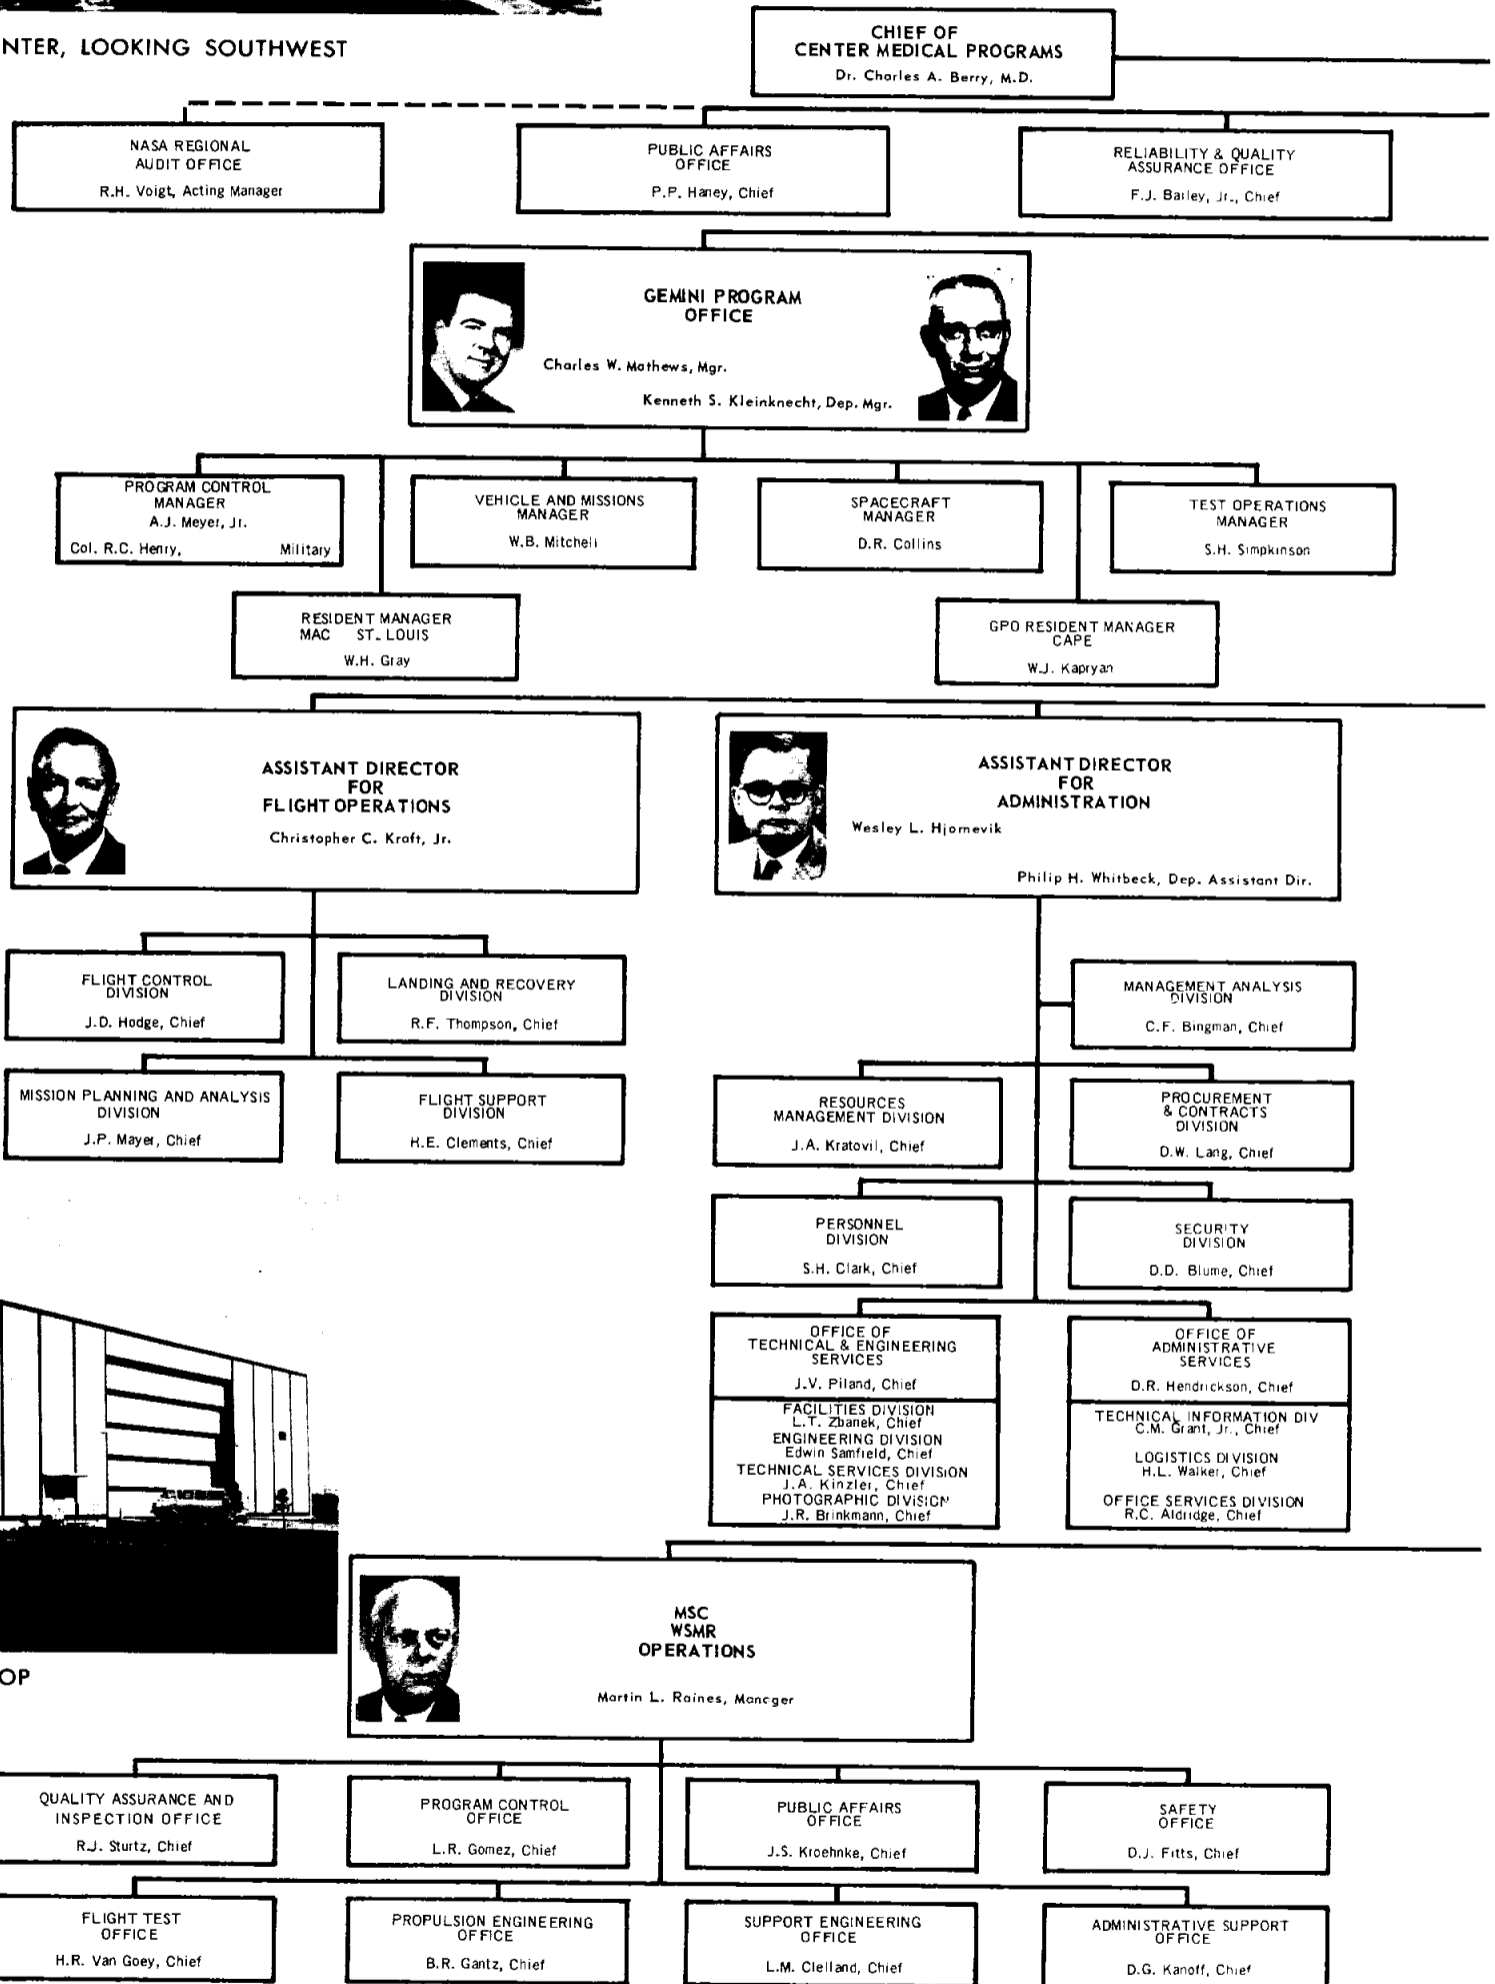 NTER, LOOKING SOUTHWEST
CHIEF OF
CENTER MEDICAL PROGRAMS
Dr. Charles A. Berry, M.D.
NASA REGIONAL
AUDIT OFFICE
R.H. Voigt, Acting Manager
PUBLIC AFFAIRS
OFFICE
P.P. Haney, Chief
RELIABILITY & QUALITY
ASSURANCE OFFICE
F.J. Bailey, Jr., Chief
GEMINI PROGRAM
OFFICE
Charles W. Mathews, Mgr.
Kenneth S. Kleinknecht, Dep. Mgr.
PROGRAM CONTROL
MANAGER
A.J. Meyer, Jr.
Col. R.C. Henry, Military
VEHICLE AND MISSIONS
MANAGER
W.B. Mitchell
SPACECRAFT
MANAGER
D.R. Collins
TEST OPERATIONS
MANAGER
S.H. Simpkinson
RESIDENT MANAGER
MAC ST. LOUIS
W.H. Gray
GPO RESIDENT MANAGER
CAPE
W.J. Kapryan
ASSISTANT DIRECTOR
FOR
FLIGHT OPERATIONS
Christopher C. Kraft, Jr.
ASSISTANT DIRECTOR
FOR
ADMINISTRATION
Wesley L. Hjornevik
Philip H. Whitbeck, Dep. Assistant Dir.
FLIGHT CONTROL
DIVISION
J.D. Hodge, Chief
LANDING AND RECOVERY
DIVISION
R.F. Thompson, Chief
MANAGEMENT ANALYSIS
DIVISION
C.F. Bingman, Chief
MISSION PLANNING AND ANALYSIS
DIVISION
J.P. Mayer, Chief
FLIGHT SUPPORT
DIVISION
H.E. Clements, Chief
RESOURCES
MANAGEMENT DIVISION
J.A. Kratovil, Chief
PROCUREMENT
& CONTRACTS
DIVISION
D.W. Lang, Chief
PERSONNEL
DIVISION
S.H. Clark, Chief
SECURITY
DIVISION
D.D. Blume, Chief
OFFICE OF
TECHNICAL & ENGINEERING
SERVICES
J.V. Piland, Chief
FACILITIES DIVISION
L.T. Zbanek, Chief
ENGINEERING DIVISION
Edwin Samfield, Chief
TECHNICAL SERVICES DIVISION
J.A. Kinzler, Chief
PHOTOGRAPHIC DIVISION
J.R. Brinkmann, Chief
OFFICE OF
ADMINISTRATIVE
SERVICES
D.R. Hendrickson, Chief
TECHNICAL INFORMATION DIV
C.M. Grant, Jr., Chief
LOGISTICS DIVISION
H.L. Walker, Chief
OFFICE SERVICES DIVISION
R.C. Aldridge, Chief
OP
MSC
WSMR
OPERATIONS
Martin L. Raines, Manager
QUALITY ASSURANCE AND
INSPECTION OFFICE
R.J. Sturtz, Chief
PROGRAM CONTROL
OFFICE
L.R. Gomez, Chief
PUBLIC AFFAIRS
OFFICE
J.S. Kroehnke, Chief
SAFETY
OFFICE
D.J. Fitts, Chief
FLIGHT TEST
OFFICE
H.R. Van Goey, Chief
PROPULSION ENGINEERING
OFFICE
B.R. Gantz, Chief
SUPPORT ENGINEERING
OFFICE
L.M. Clelland, Chief
ADMINISTRATIVE SUPPORT
OFFICE
D.G. Kanoff, Chief